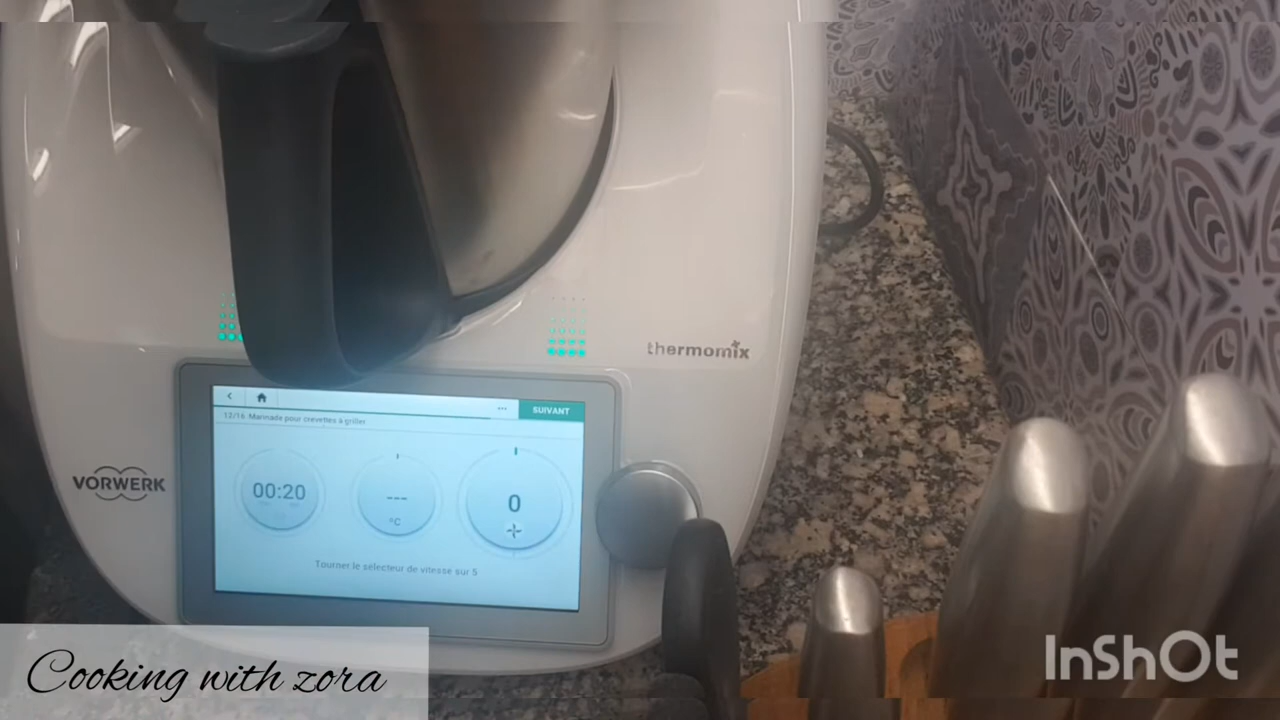 thermomix
VORWERK
SUIVANT
12/16 Marinade pour crevettes à griller
00:20
---
°C
0
Tourner le sélecteur de vitesse sur 5
Cooking with zora
InShOt